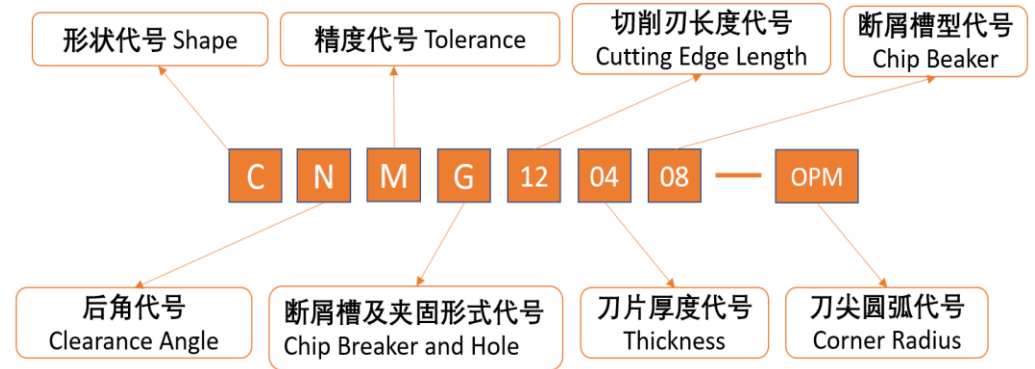 形状代号 Shape
精度代号 Tolerance
切削刃长度代号
Cutting Edge Length
断屑槽型代号
Chip Beaker
C N M G 12 04 08 — OPM
后角代号
Clearance Angle
断屑槽及夹固形式代号
Chip Breaker and Hole
刀片厚度代号
Thickness
刀尖圆弧代号
Corner Radius